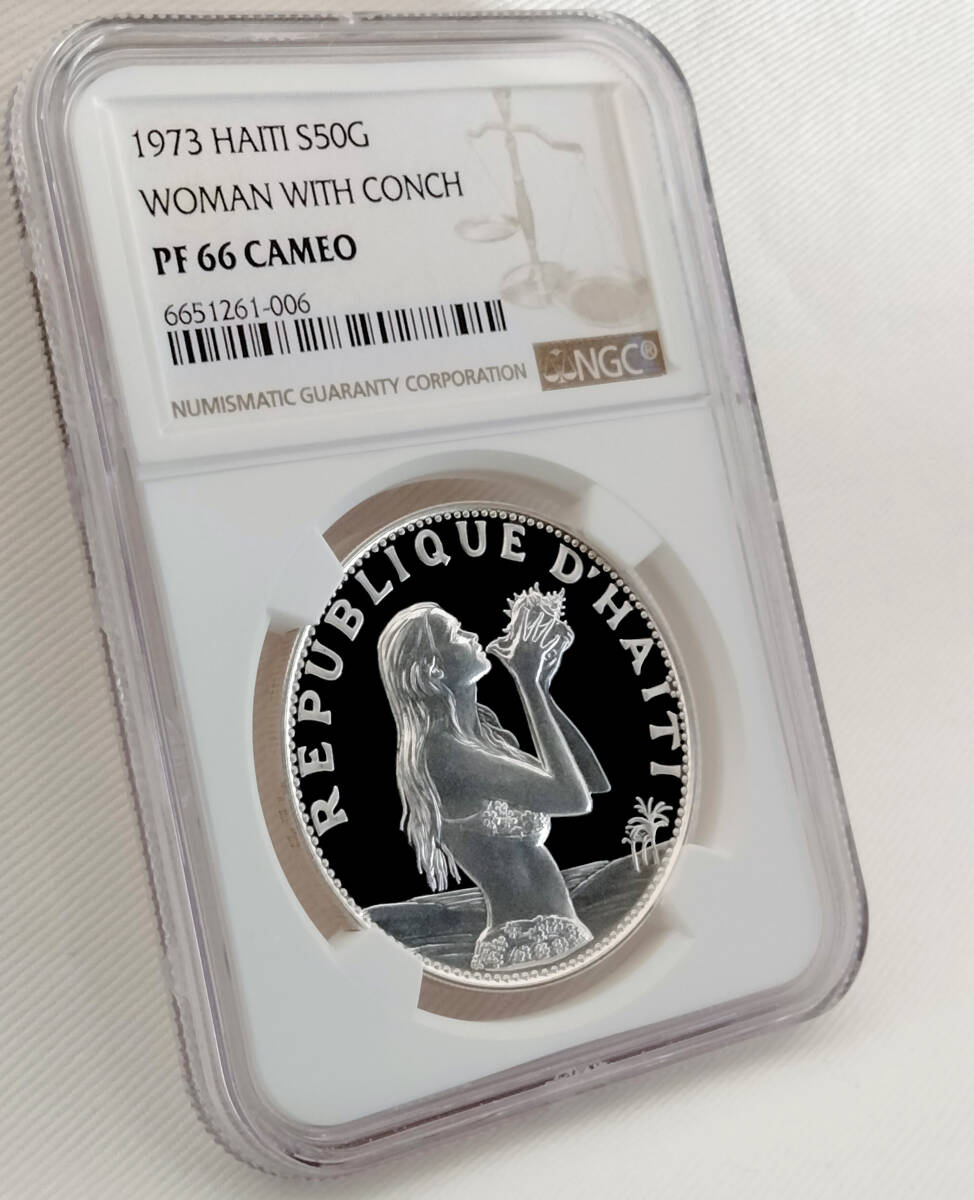 1973 HAITI S50G
WOMAN WITH CONCH
PF 66 CAMEO
6651261-006
NUMISMATIC GUARANTY CORPORATION
NGC®
REPUBLIQUE D'HAITI